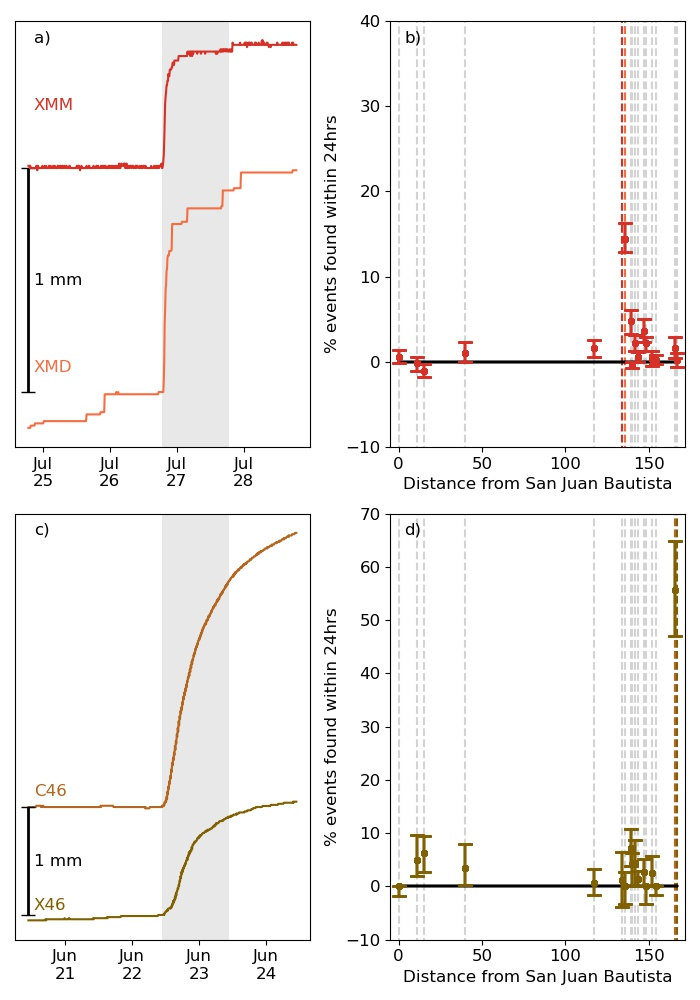 a)
XMM
1 mm
XMD
Jul
25
Jul
26
Jul
27
Jul
28
b)
% events found within 24hrs
40
30
20
10
0
−10
0
50
100
150
Distance from San Juan Bautista
c)
C46
1 mm
X46
Jun
21
Jun
22
Jun
23
Jun
24
d)
% events found within 24hrs
70
60
50
40
30
20
10
0
−10
0
50
100
150
Distance from San Juan Bautista